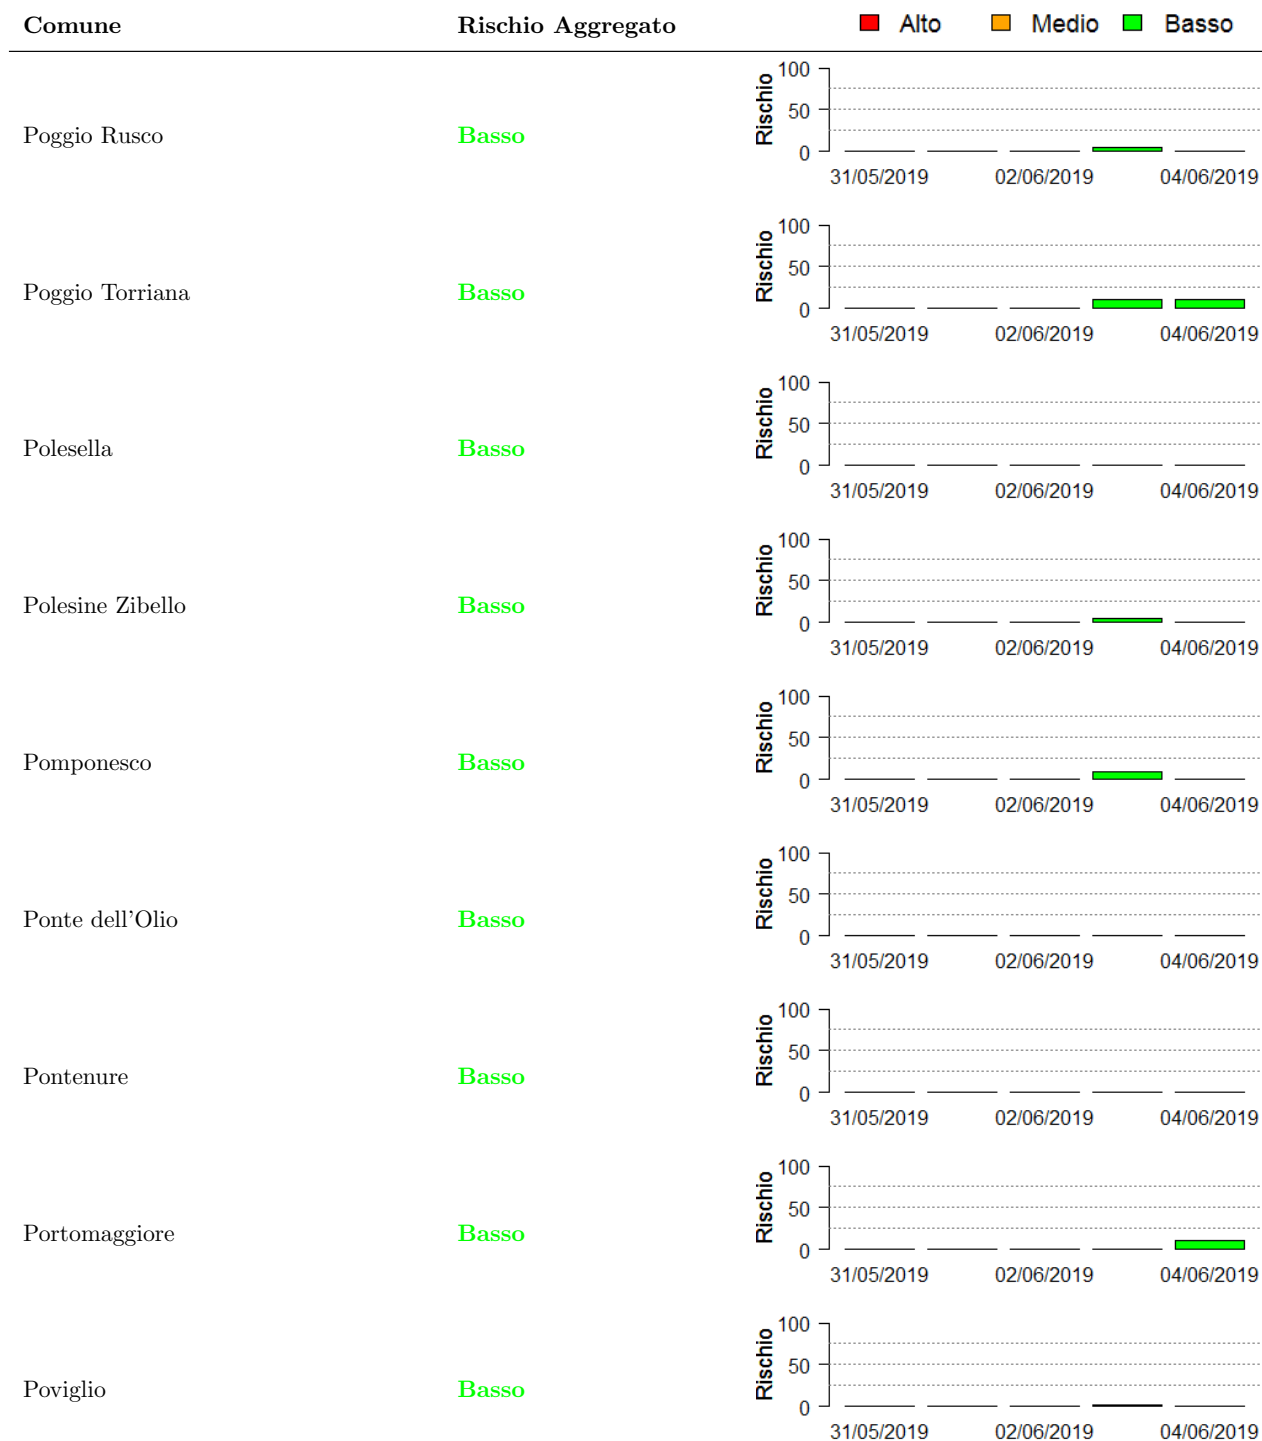 Comune Rischio Aggregato Alto Medio Basso
100
50
0
Rischio
Poggio Rusco Basso
31/05/2019 02/06/2019 04/06/2019
100
50
0
Rischio
Poggio Torriana Basso
31/05/2019 02/06/2019 04/06/2019
100
50
0
Rischio
Polesella Basso
31/05/2019 02/06/2019 04/06/2019
100
50
0
Rischio
Polesine Zibello Basso
31/05/2019 02/06/2019 04/06/2019
100
50
0
Rischio
Pomponesco Basso
31/05/2019 02/06/2019 04/06/2019
100
50
0
Rischio
Ponte dell'Olio Basso
31/05/2019 02/06/2019 04/06/2019
100
50
0
Rischio
Pontenure Basso
31/05/2019 02/06/2019 04/06/2019
100
50
0
Rischio
Portomaggiore Basso
31/05/2019 02/06/2019 04/06/2019
100
50
0
Rischio
Poviglio Basso
31/05/2019 02/06/2019 04/06/2019